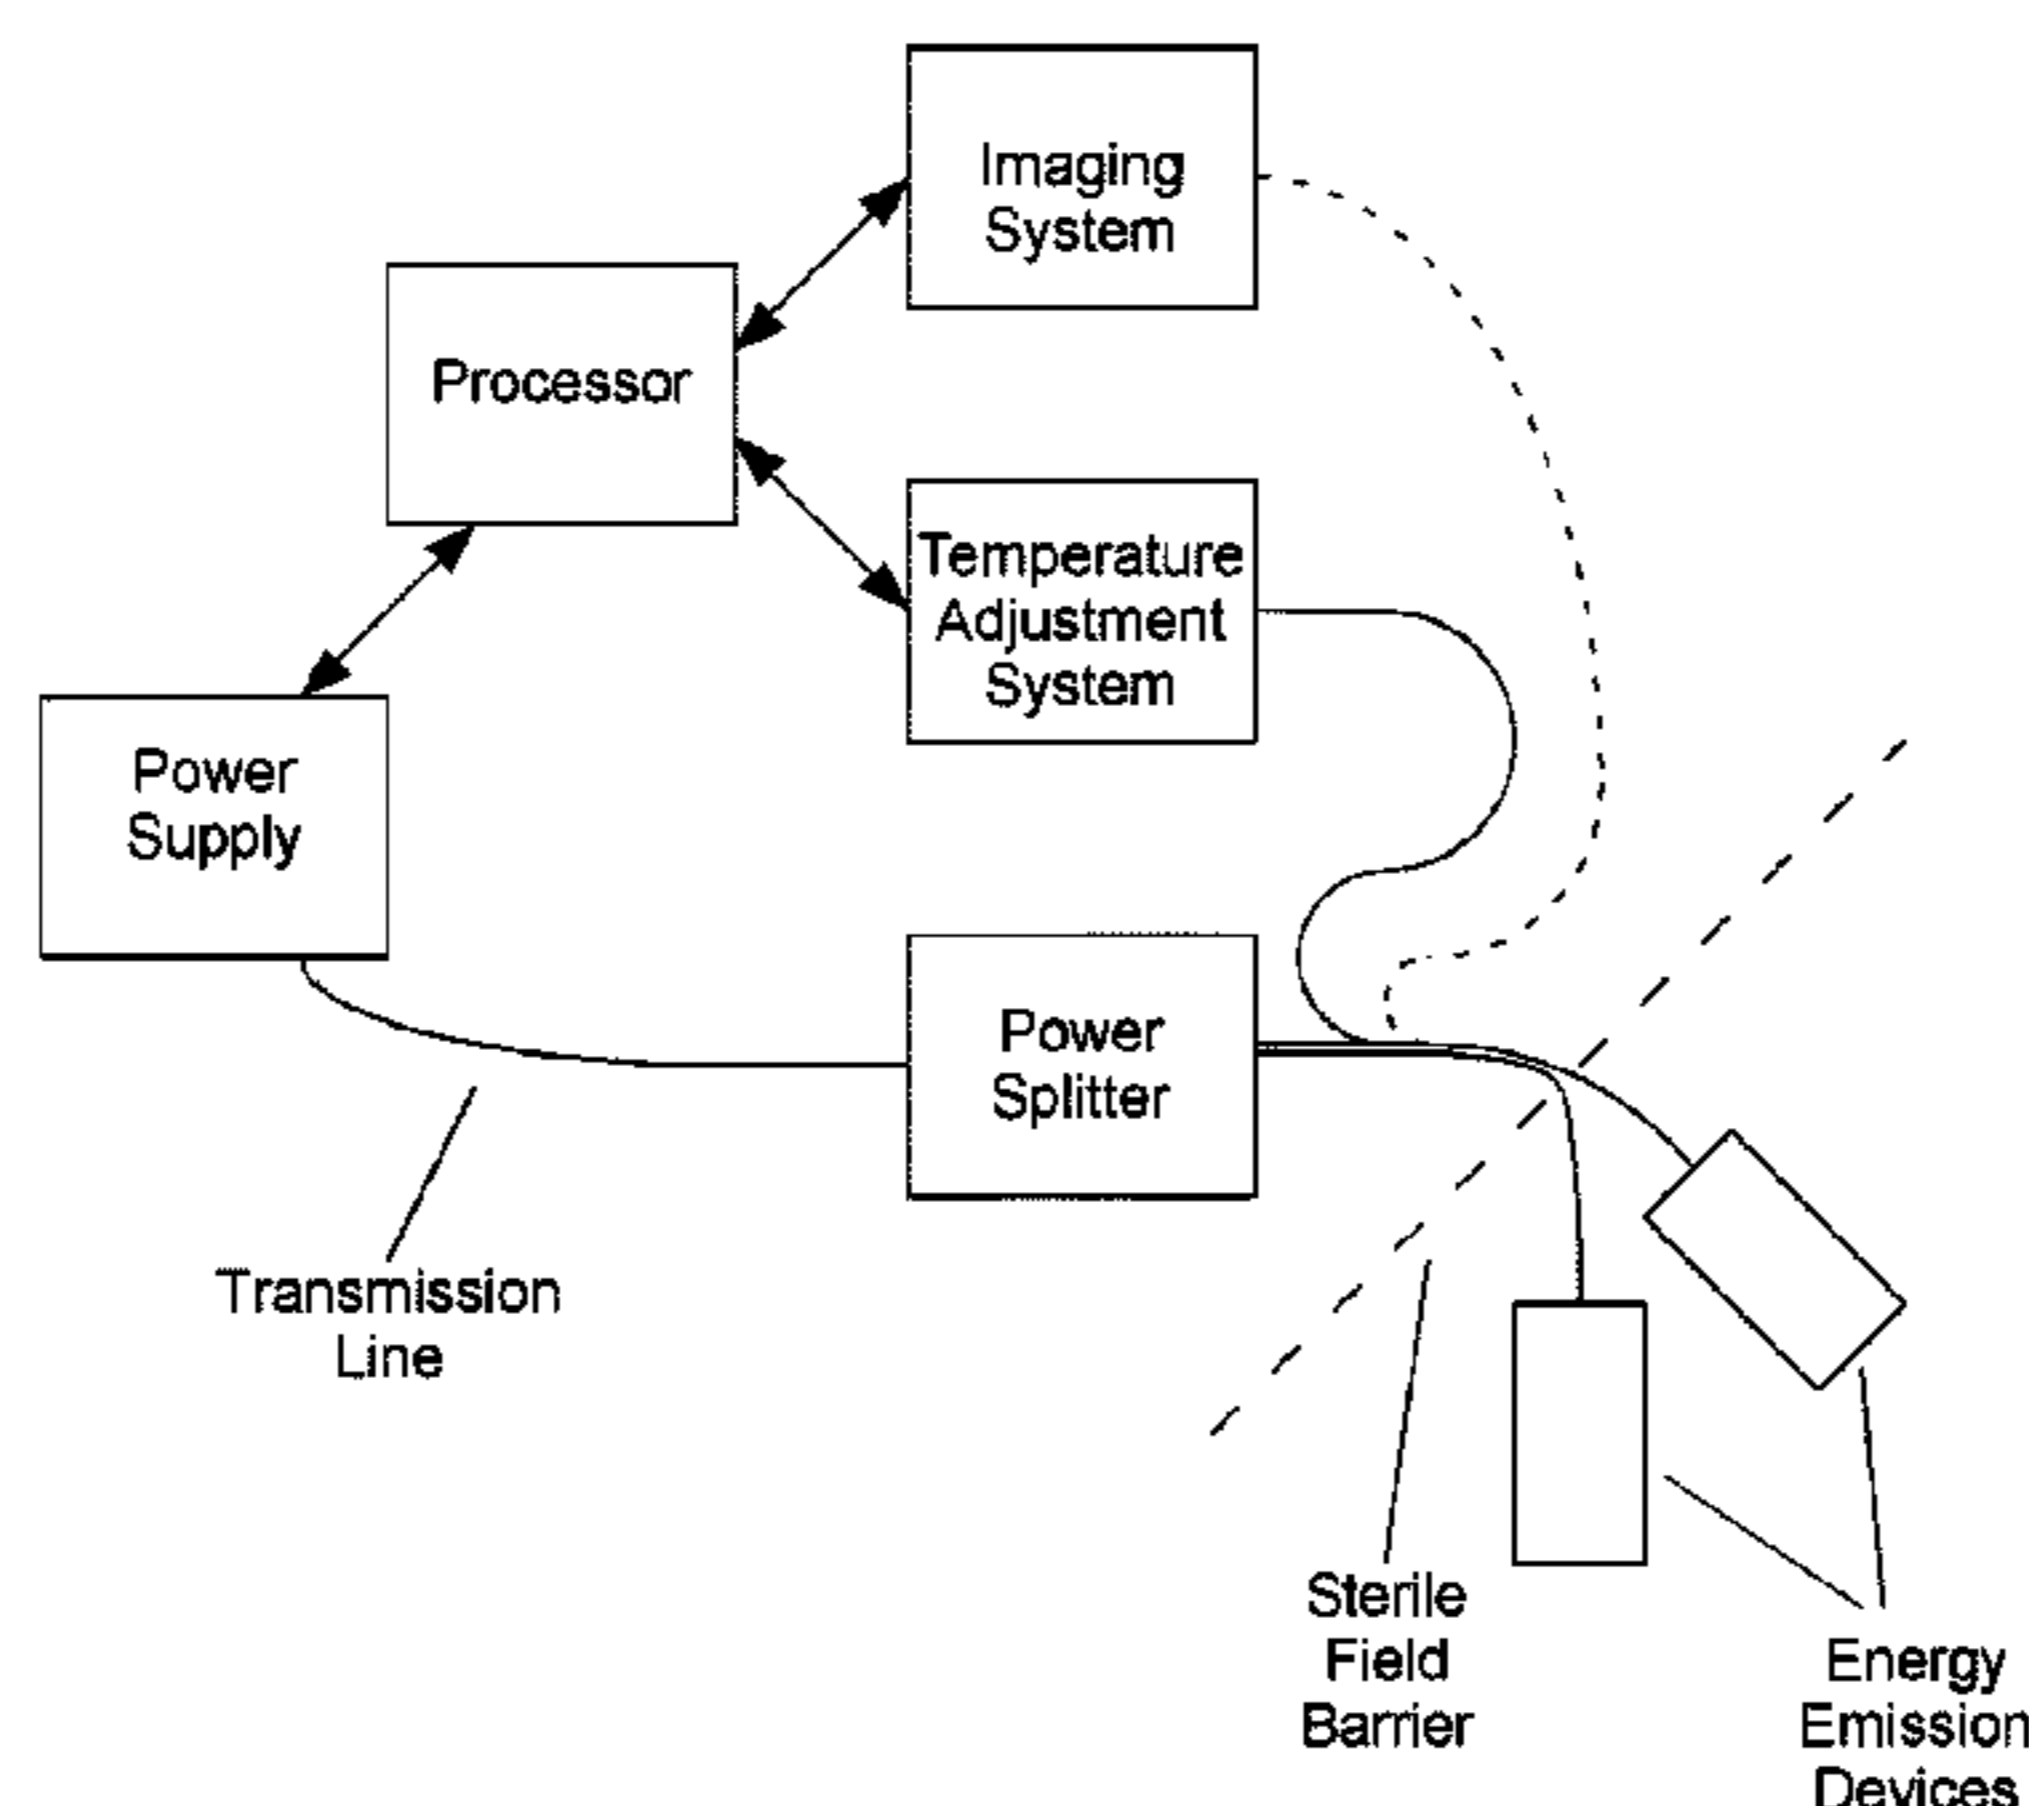 Imaging
System
Processor
Temperature
Adjustment
System
Power
Supply
Power
Splitter
Transmission
Line
Sterile
Field
Barrier
Energy
Emission
Devices